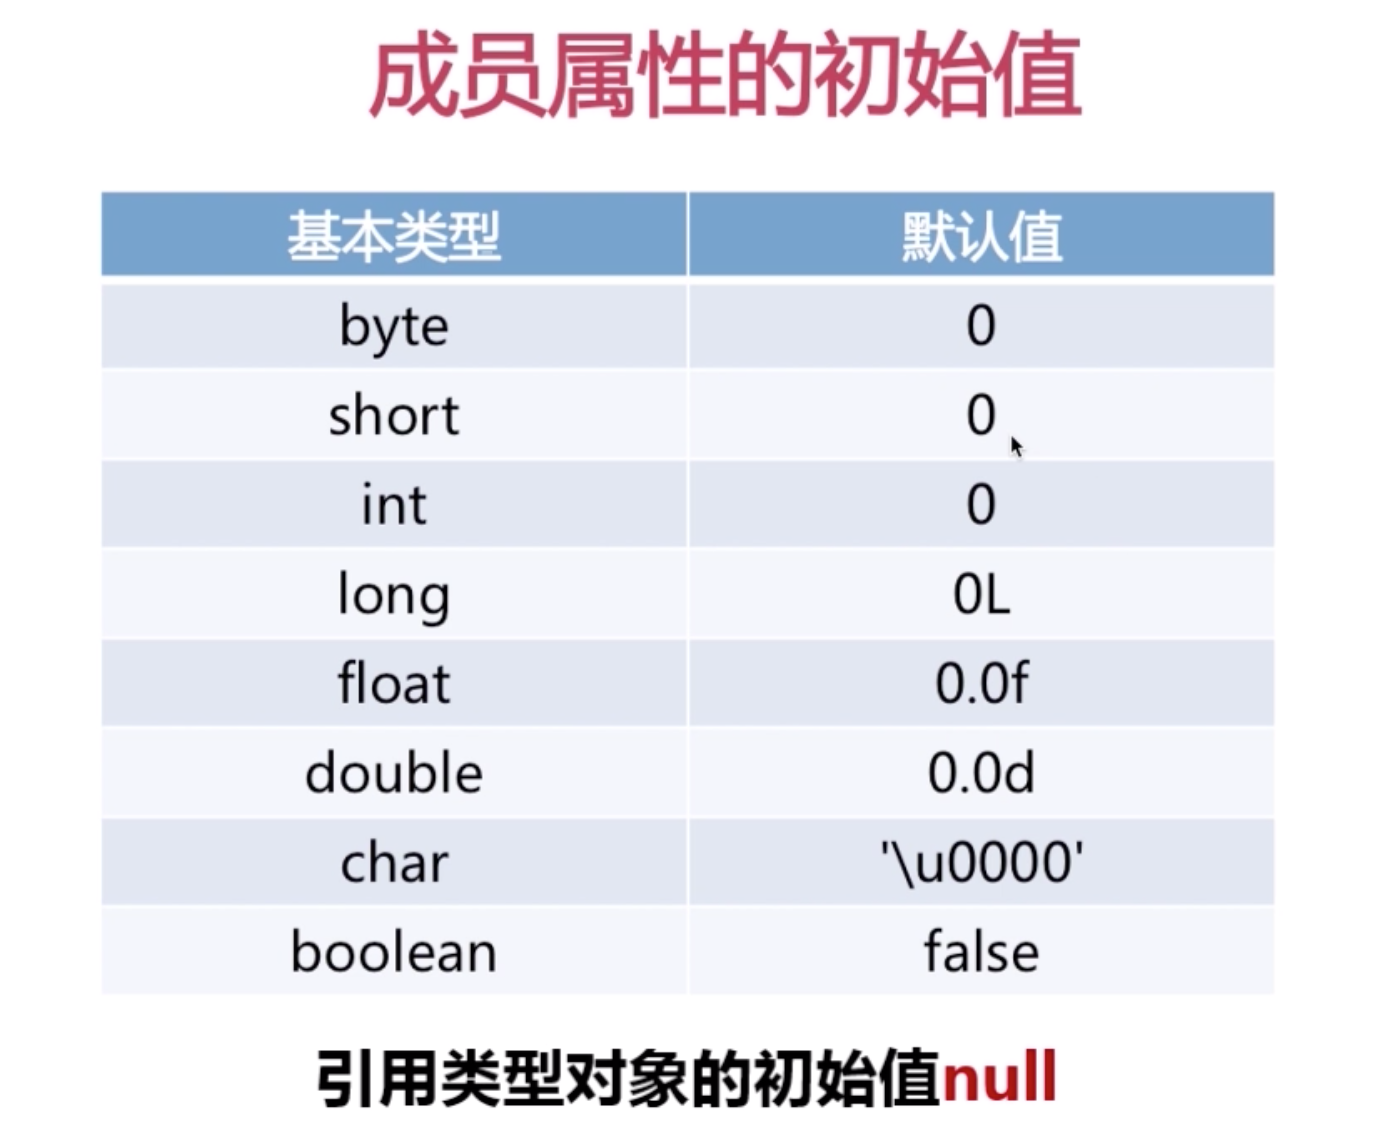 成员属性的初始值
基本类型 默认值
byte 0
short 0
int 0
long 0L
float 0.0f
double 0.0d
char '\u0000'
boolean false
引用类型对象的初始值null